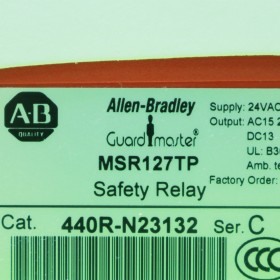 A-B
QUALITY
Allen-Bradley
Guardmaster®
MSR127TP
Safety Relay
Supply: 24VAC
Output: AC15 2
DC13
UL: B3
Amb. te
Factory Order:
Cat. 440R-N23132 Ser. C